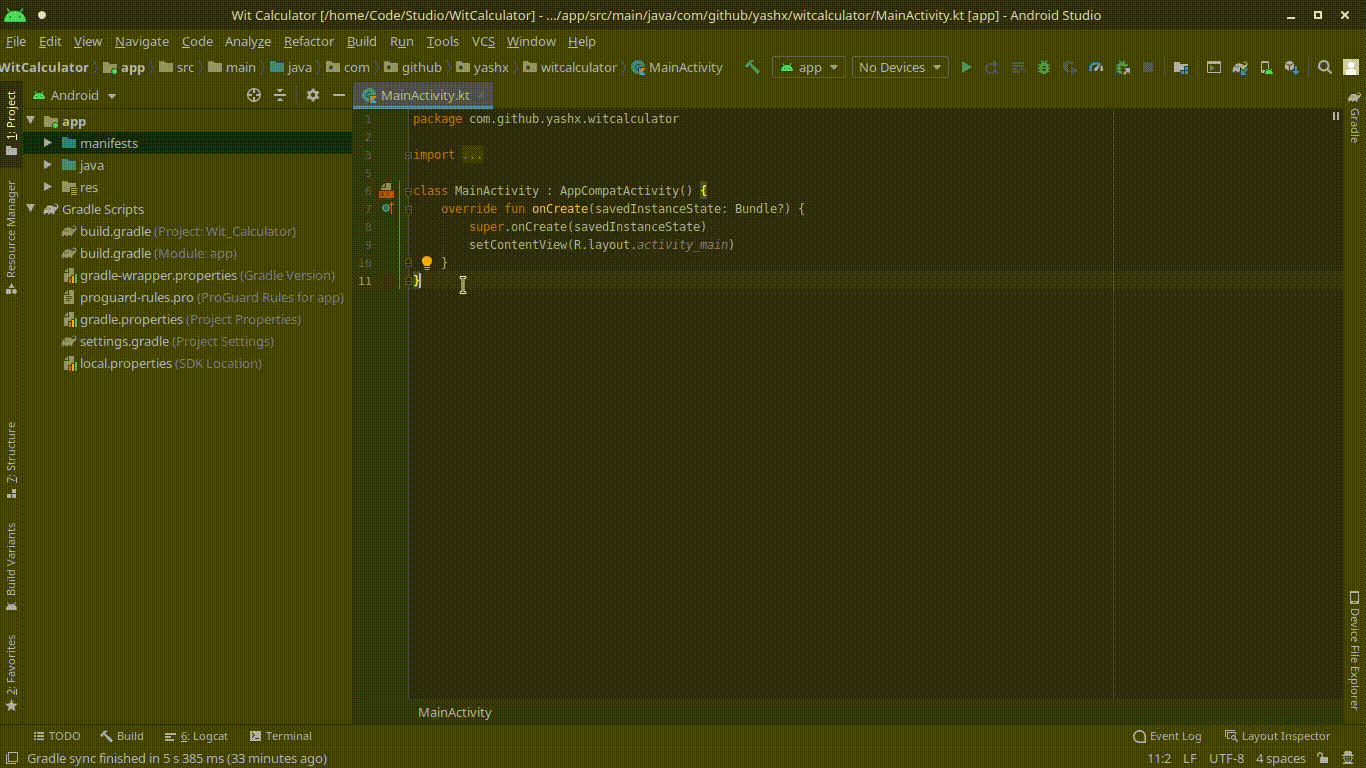 Wit Calculator [/home/Code/Studio/WitCalculator] - .../app/src/main/java/com/github/yashx/witcalculator/MainActivity.kt [app] - Android Studio
File Edit View Navigate Code Analyze Refactor Build Run Tools VCS Window Help
WitCalculator app src main java com github yashx witcalculator MainActivity app No Devices
1: Project
Resource Manager
7: Structure
Build Variants
2: Favorites
Android
app
manifests
java
res
Gradle Scripts
build.gradle (Project: Wit_Calculator)
build.gradle (Module: app)
gradle-wrapper.properties (Gradle Version)
proguard-rules.pro (ProGuard Rules for app)
gradle.properties (Project Properties)
settings.gradle (Project Settings)
local.properties (SDK Location)
MainActivity.kt
1 package com.github.yashx.witcalculator
2
3 import ...
5
6 class MainActivity : AppCompatActivity() {
7 override fun onCreate(savedInstanceState: Bundle?) {
8 super.onCreate(savedInstanceState)
9 setContentView(R.layout.activity_main)
10 }
11 }
MainActivity
Gradle
Device File Explorer
TODO Build 6: Logcat Terminal Event Log Layout Inspector
Gradle sync finished in 5 s 385 ms (33 minutes ago) 11:2 LF UTF-8 4 spaces